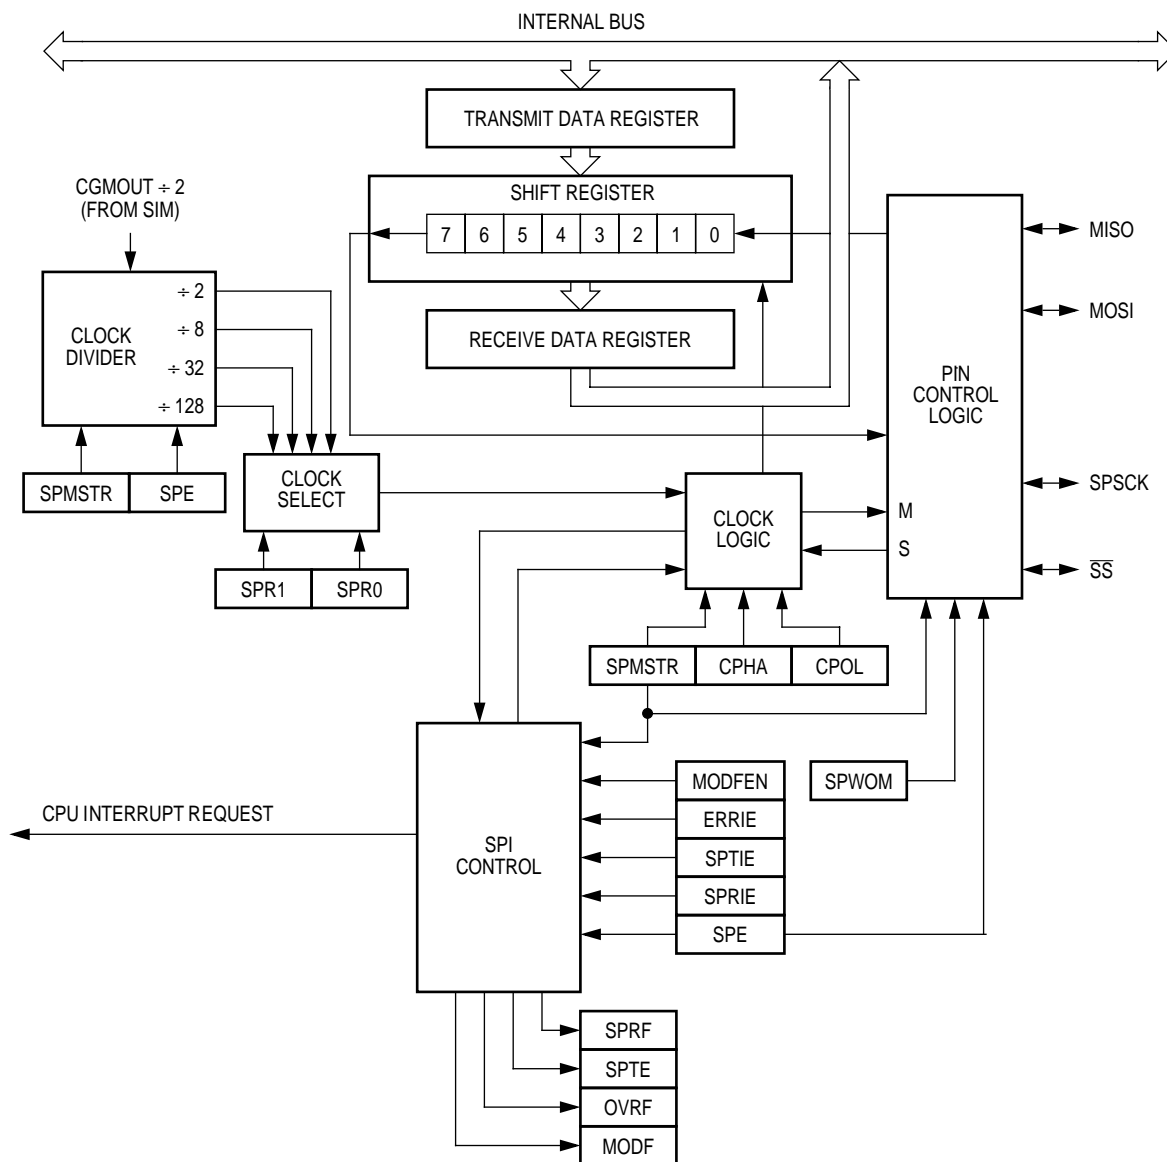 INTERNAL BUS
TRANSMIT DATA REGISTER
CGMOUT ÷ 2
(FROM SIM)
SHIFT REGISTER
7 6 5 4 3 2 1 0
MISO
÷ 2
CLOCK
DIVIDER
÷ 8
÷ 32
÷ 128
RECEIVE DATA REGISTER
MOSI
PIN
CONTROL
LOGIC
SPMSTR
SPE
CLOCK
SELECT
SPSCK
CLOCK
LOGIC
M
S
SPR1
SPR0
SS
SPMSTR
CPHA
CPOL
MODFEN
SPWOM
CPU INTERRUPT REQUEST
ERRIE
SPI
CONTROL
SPTIE
SPRIE
SPE
SPRF
SPTE
OVRF
MODF